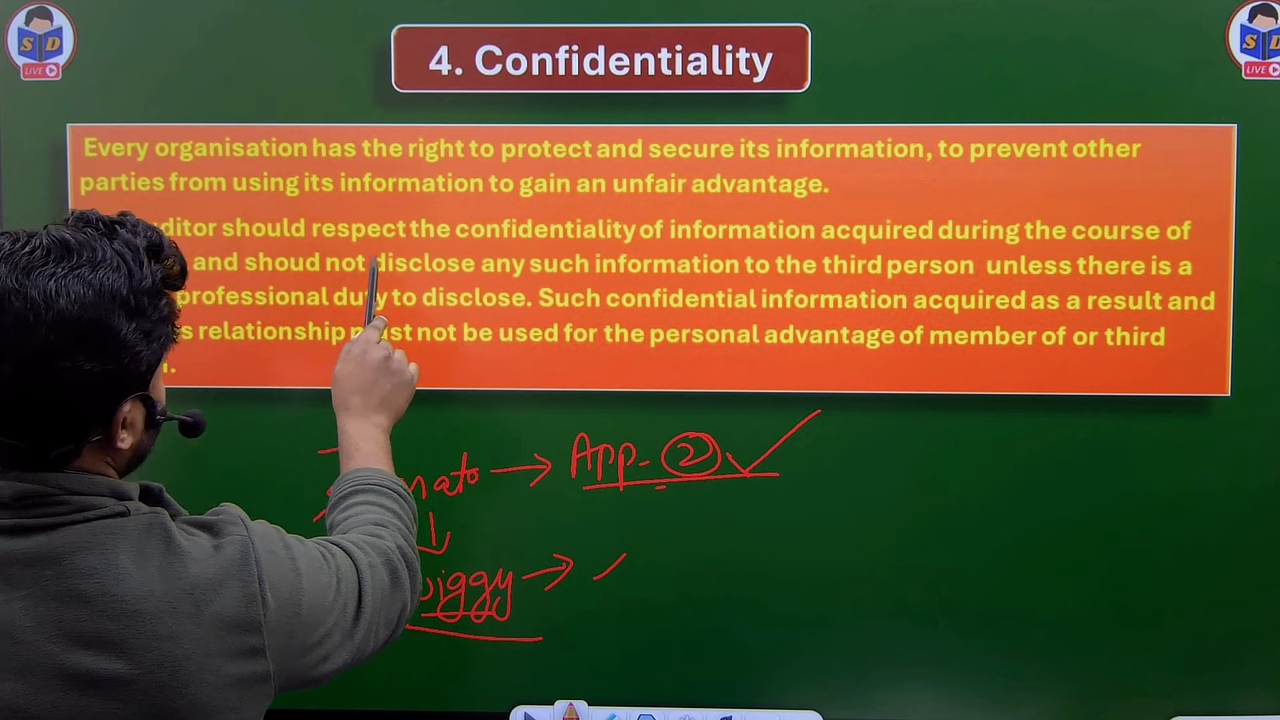 S D
LIVE
4. Confidentiality
S D
LIVE
Every organisation has the right to protect and secure its information, to prevent other
parties from using its information to gain an unfair advantage.
ditor should respect the confidentiality of information acquired during the course of
and shoud not disclose any such information to the third person unless there is a
professional duty to disclose. Such confidential information acquired as a result and
s relationship must not be used for the personal advantage of member of or third
App. 2